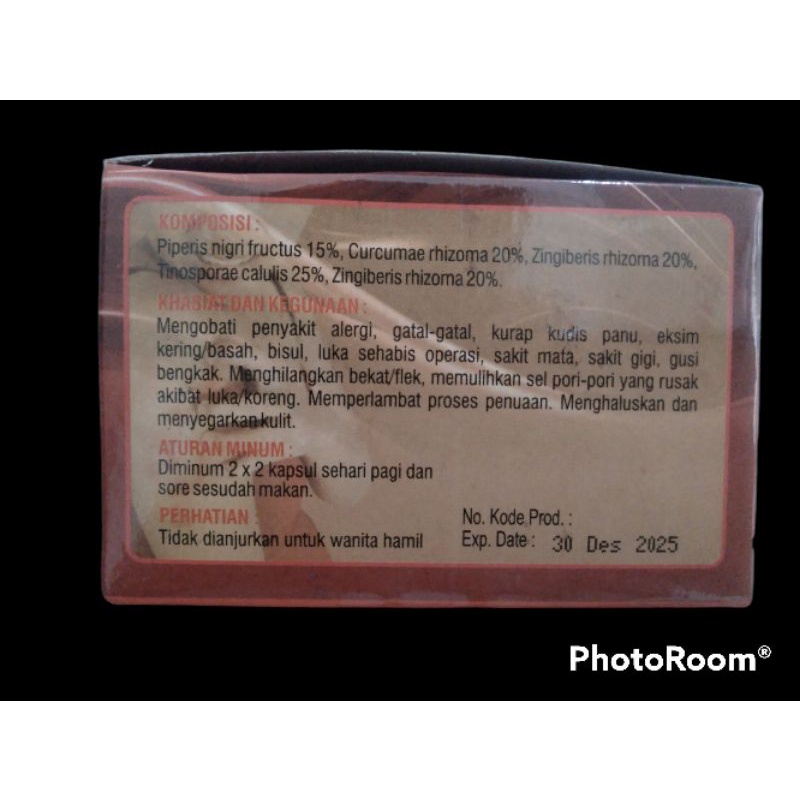 KOMPOSISI :
Piperis nigri fructus 15%, Curcumae rhizoma 20%, Zingiberis rhizoma 20%,
Tinosporae calulis 25%, Zingiberis rhizoma 20%.
KHASIAT DAN KEGUNAAN :
Mengobati penyakit alergi, gatal-gatal, kurap kudis panu, eksim
kering/basah, bisul, luka sehabis operasi, sakit mata, sakit gigi, gusi
bengkak. Menghilangkan bekat/flek, memulihkan sel pori-pori yang rusak
akibat luka/koreng. Memperlambat proses penuaan. Menghaluskan dan
menyegarkan kulit.
ATURAN MINUM :
Diminum 2 x 2 kapsul sehari pagi dan
sore sesudah makan.
PERHATIAN
Tidak dianjurkan untuk wanita hamil
No. Kode Prod. :
Exp. Date : 30 Des 2025
PhotoRoom®